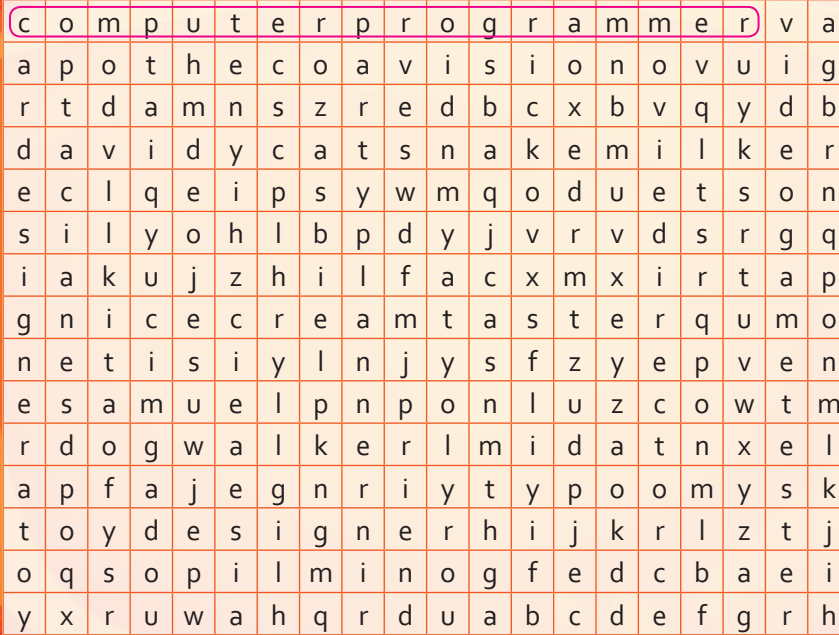 c o m p u t e r p r o g r a m m e r v a
a p o t h e c o a v i s i o n o v u i g
r t d a m n s z r e d b c x b v q y d b
d a v i d y c a t s n a k e m i l k e r
e c l q e i p s y w m q o d u e t s o n
s i l y o h l b p d y j v r v d s r g q
i a k u j z h i l f a c x m x i r t a p
g n i c e c r e a m t a s t e r q u m o
n e t i s i y l n j y s f z y e p v e n
e s a m u e l p n p o n l u z c o w t m
r d o g w a l k e r l m i d a t n x e l
a p f a j e g n r i y t y p o o m y s k
t o y d e s i g n e r h i j k r l z t j
o q s o p i l m i n o g f e d c b a e i
y x r u w a h q r d u a b c d e f g r h